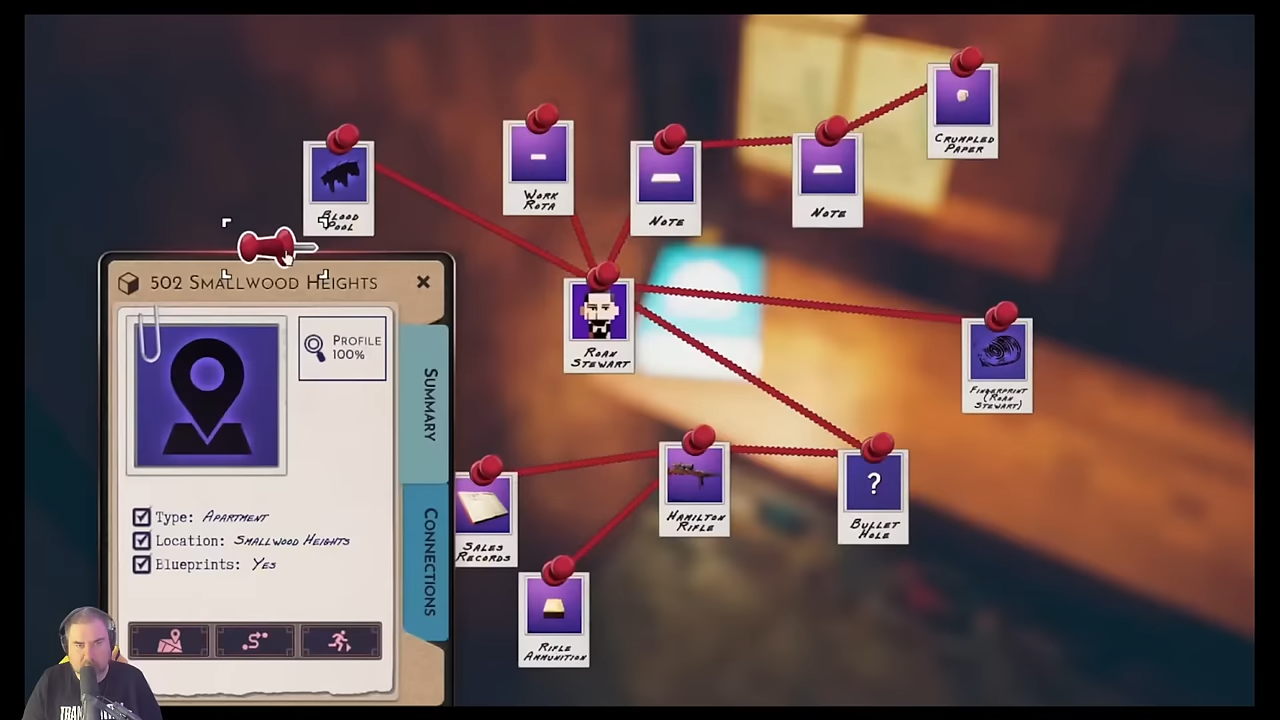 CRUMPLED
PAPER
WORK
ROTA
NOTE
NOTE
BLOOD
POOL
502 SMALLWOOD HEIGHTS
PROFILE
100%
SUMMARY
CONNECTIONS
Type: APARTMENT
Location: SMALLWOOD HEIGHTS
Blueprints: YES
ROAN
STEWART
FINGERPRINT
(ROAN
STEWART)
?
HAMILTON
RIFLE
BULLET
HOLE
SALES
RECORDS
RIFLE
AMMUNITION